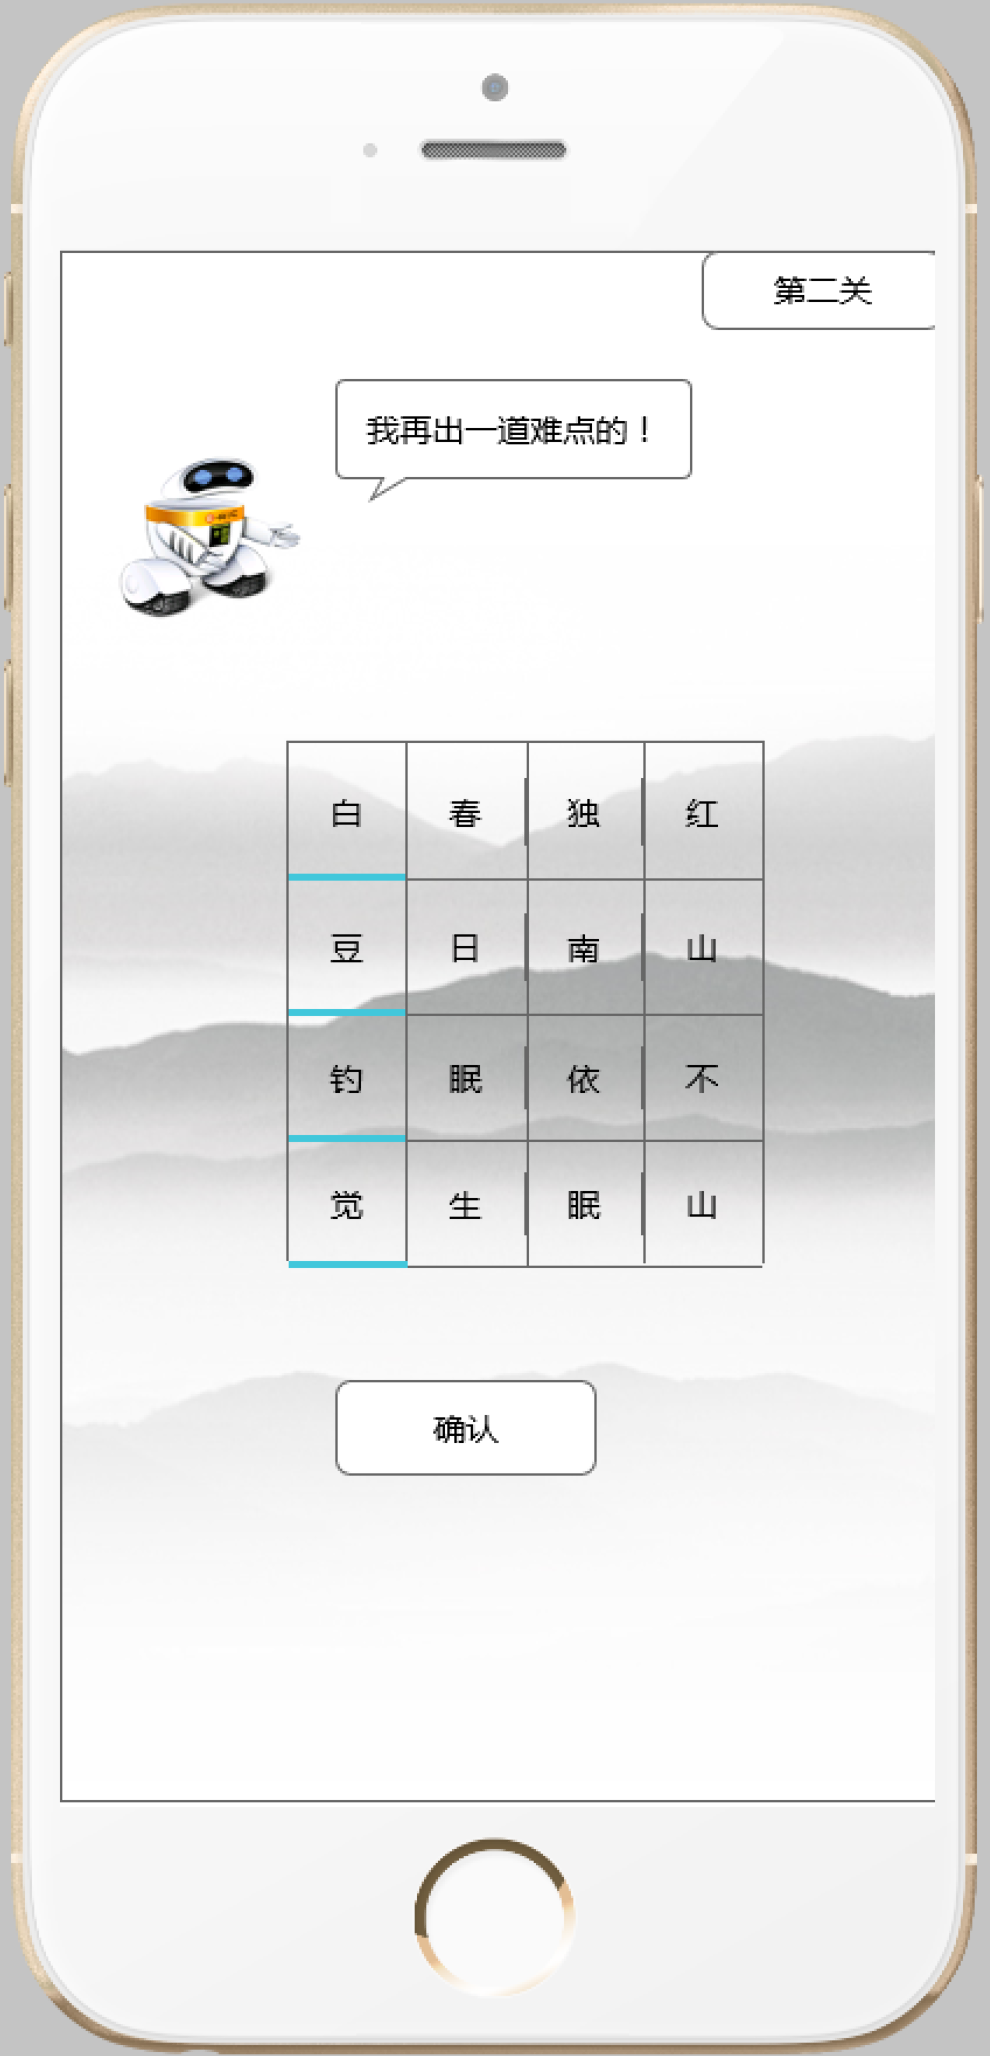 第二关
我再出一道难点的！
白 春 独 红
豆 日 南 山
钓 眠 依 不
觉 生 眠 山
确认